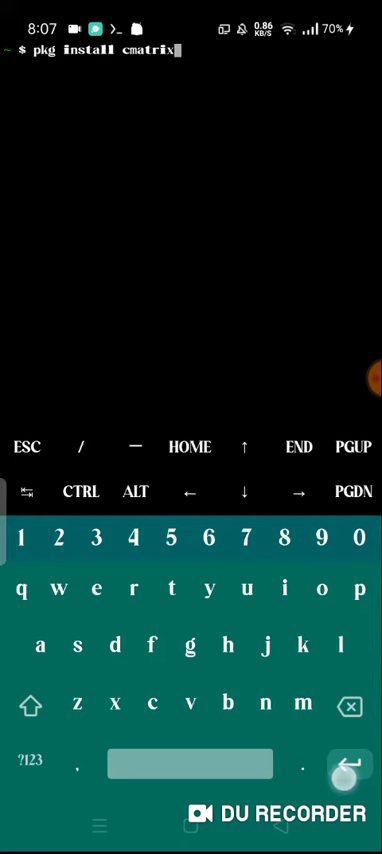 8:07 >_ 0.86 KB/S 70%
~ $ pkg install cmatrix
ESC / — HOME ↑ END PGUP
↹ CTRL ALT ← ↓ → PGDN
1 2 3 4 5 6 7 8 9 0
q w e r t y u i o p
a s d f g h j k l
z x c v b n m
?123 , .
DU RECORDER